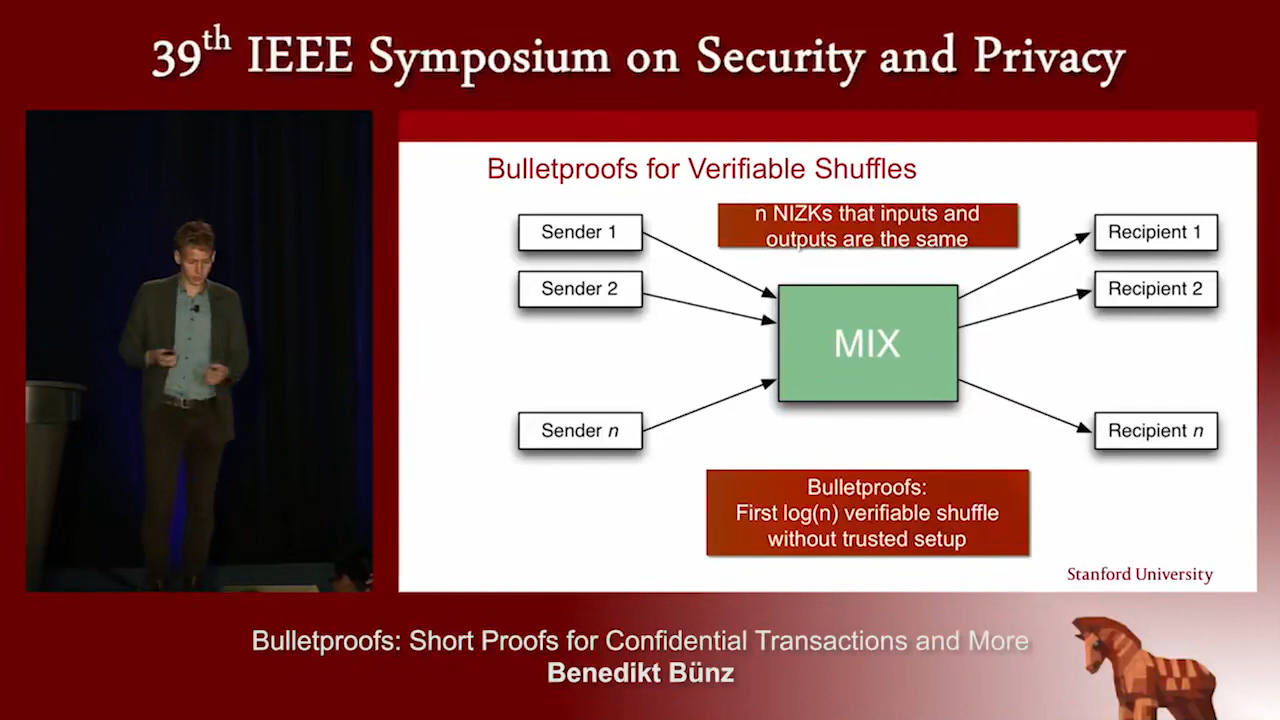 39th IEEE Symposium on Security and Privacy
Bulletproofs for Verifiable Shuffles
n NIZKs that inputs and
outputs are the same
Sender 1
Sender 2
Sender n
MIX
Recipient 1
Recipient 2
Recipient n
Bulletproofs:
First log(n) verifiable shuffle
without trusted setup
Stanford University
Bulletproofs: Short Proofs for Confidential Transactions and More
Benedikt Bünz